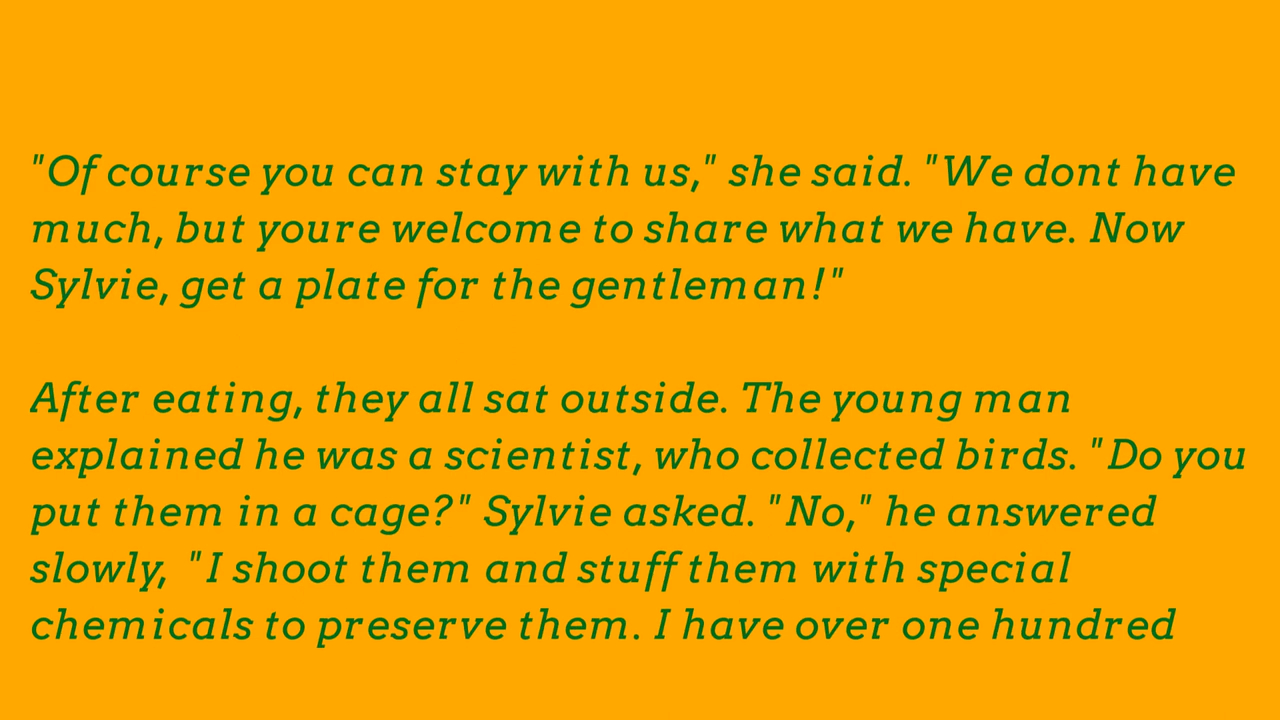 "Of course you can stay with us," she said. "We dont have
much, but youre welcome to share what we have. Now
Sylvie, get a plate for the gentleman!"
After eating, they all sat outside. The young man
explained he was a scientist, who collected birds. "Do you
put them in a cage?" Sylvie asked. "No," he answered
slowly, "I shoot them and stuff them with special
chemicals to preserve them. I have over one hundred